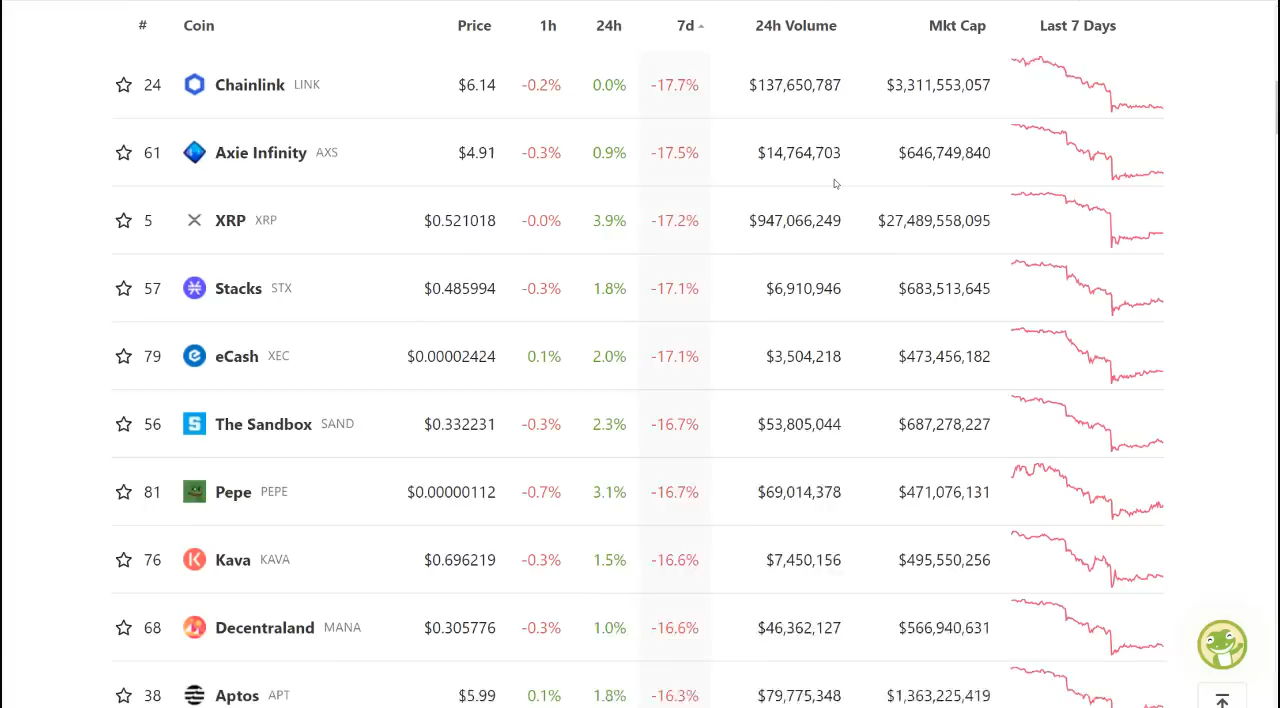 # Coin Price 1h 24h 7d 24h Volume Mkt Cap Last 7 Days
24 Chainlink LINK $6.14 -0.2% 0.0% -17.7% $137,650,787 $3,311,553,057
61 Axie Infinity AXS $4.91 -0.3% 0.9% -17.5% $14,764,703 $646,749,840
5 XRP XRP $0.521018 -0.0% 3.9% -17.2% $947,066,249 $27,489,558,095
57 Stacks STX $0.485994 -0.3% 1.8% -17.1% $6,910,946 $683,513,645
79 eCash XEC $0.00002424 0.1% 2.0% -17.1% $3,504,218 $473,456,182
56 The Sandbox SAND $0.332231 -0.3% 2.3% -16.7% $53,805,044 $687,278,227
81 Pepe PEPE $0.00000112 -0.7% 3.1% -16.7% $69,014,378 $471,076,131
76 Kava KAVA $0.696219 -0.3% 1.5% -16.6% $7,450,156 $495,550,256
68 Decentraland MANA $0.305776 -0.3% 1.0% -16.6% $46,362,127 $566,940,631
38 Aptos APT $5.99 0.1% 1.8% -16.3% $79,775,348 $1,363,225,419